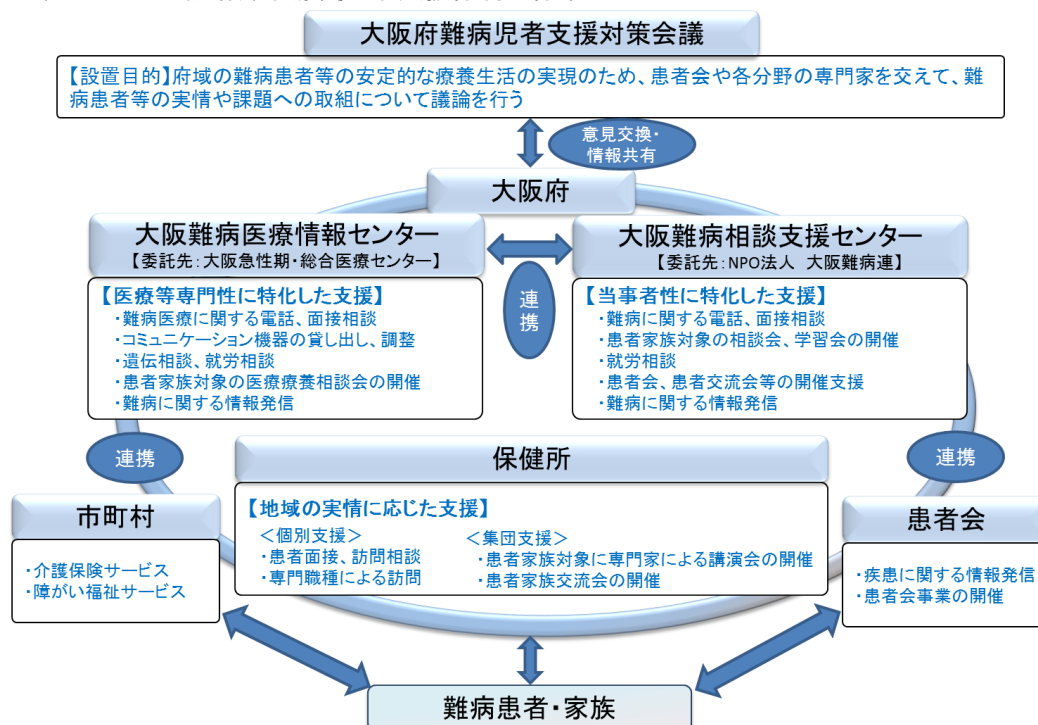 大阪府難病児者支援対策会議
【設置目的】府域の難病患者等の安定的な療養生活の実現のため、患者会や各分野の専門家を交えて、難
病患者等の実情や課題への取組について議論を行う
意見交換・
情報共有
大阪府
大阪難病医療情報センター
【委託先:大阪急性期・総合医療センター】
【医療等専門性に特化した支援】
・難病医療に関する電話、面接相談
・コミュニケーション機器の貸し出し、調整
・遺伝相談、就労相談
・患者家族対象の医療療養相談会の開催
・難病に関する情報発信
連
携
大阪難病相談支援センター
【委託先:NPO法人 大阪難病連】
【当事者性に特化した支援】
・難病に関する電話、面接相談
・患者家族対象の相談会、学習会の開催
・就労相談
・患者会、患者交流会等の開催支援
・難病に関する情報発信
連携
連携
保健所
【地域の実情に応じた支援】
<個別支援>
・患者面接、訪問相談
・専門職種による訪問
<集団支援>
・患者家族対象に専門家による講演会の開催
・患者家族交流会の開催
市町村
・介護保険サービス
・障がい福祉サービス
患者会
・疾患に関する情報発信
・患者会事業の開催
難病患者・家族